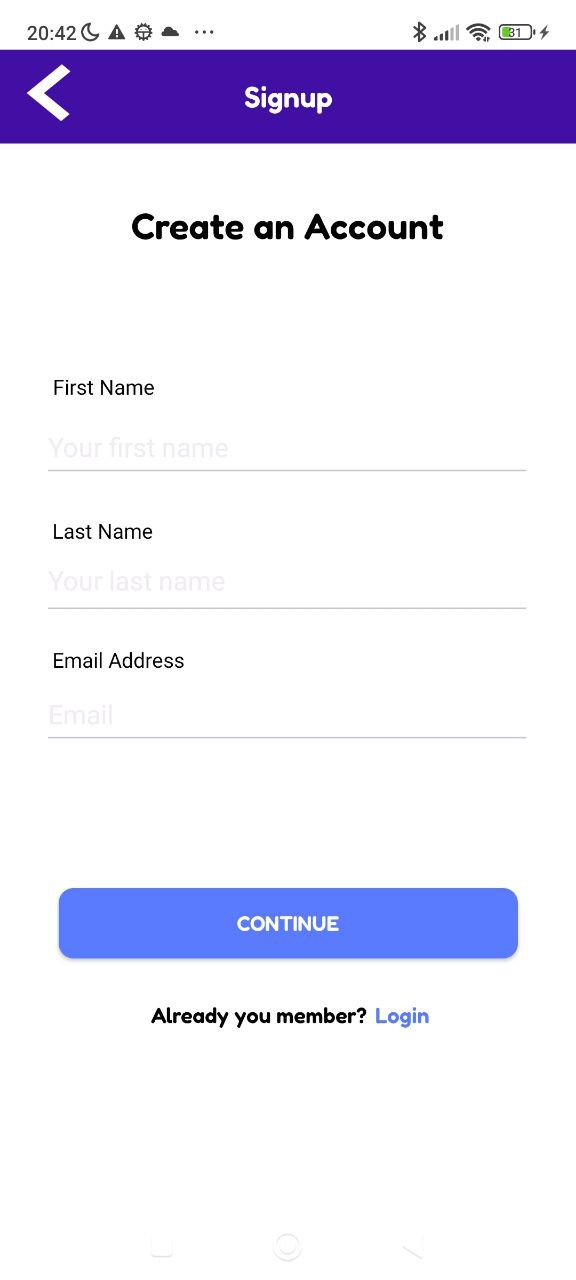 20:42
31
Signup
Create an Account
First Name
Your first name
Last Name
Your last name
Email Address
Email
CONTINUE
Already you member? Login